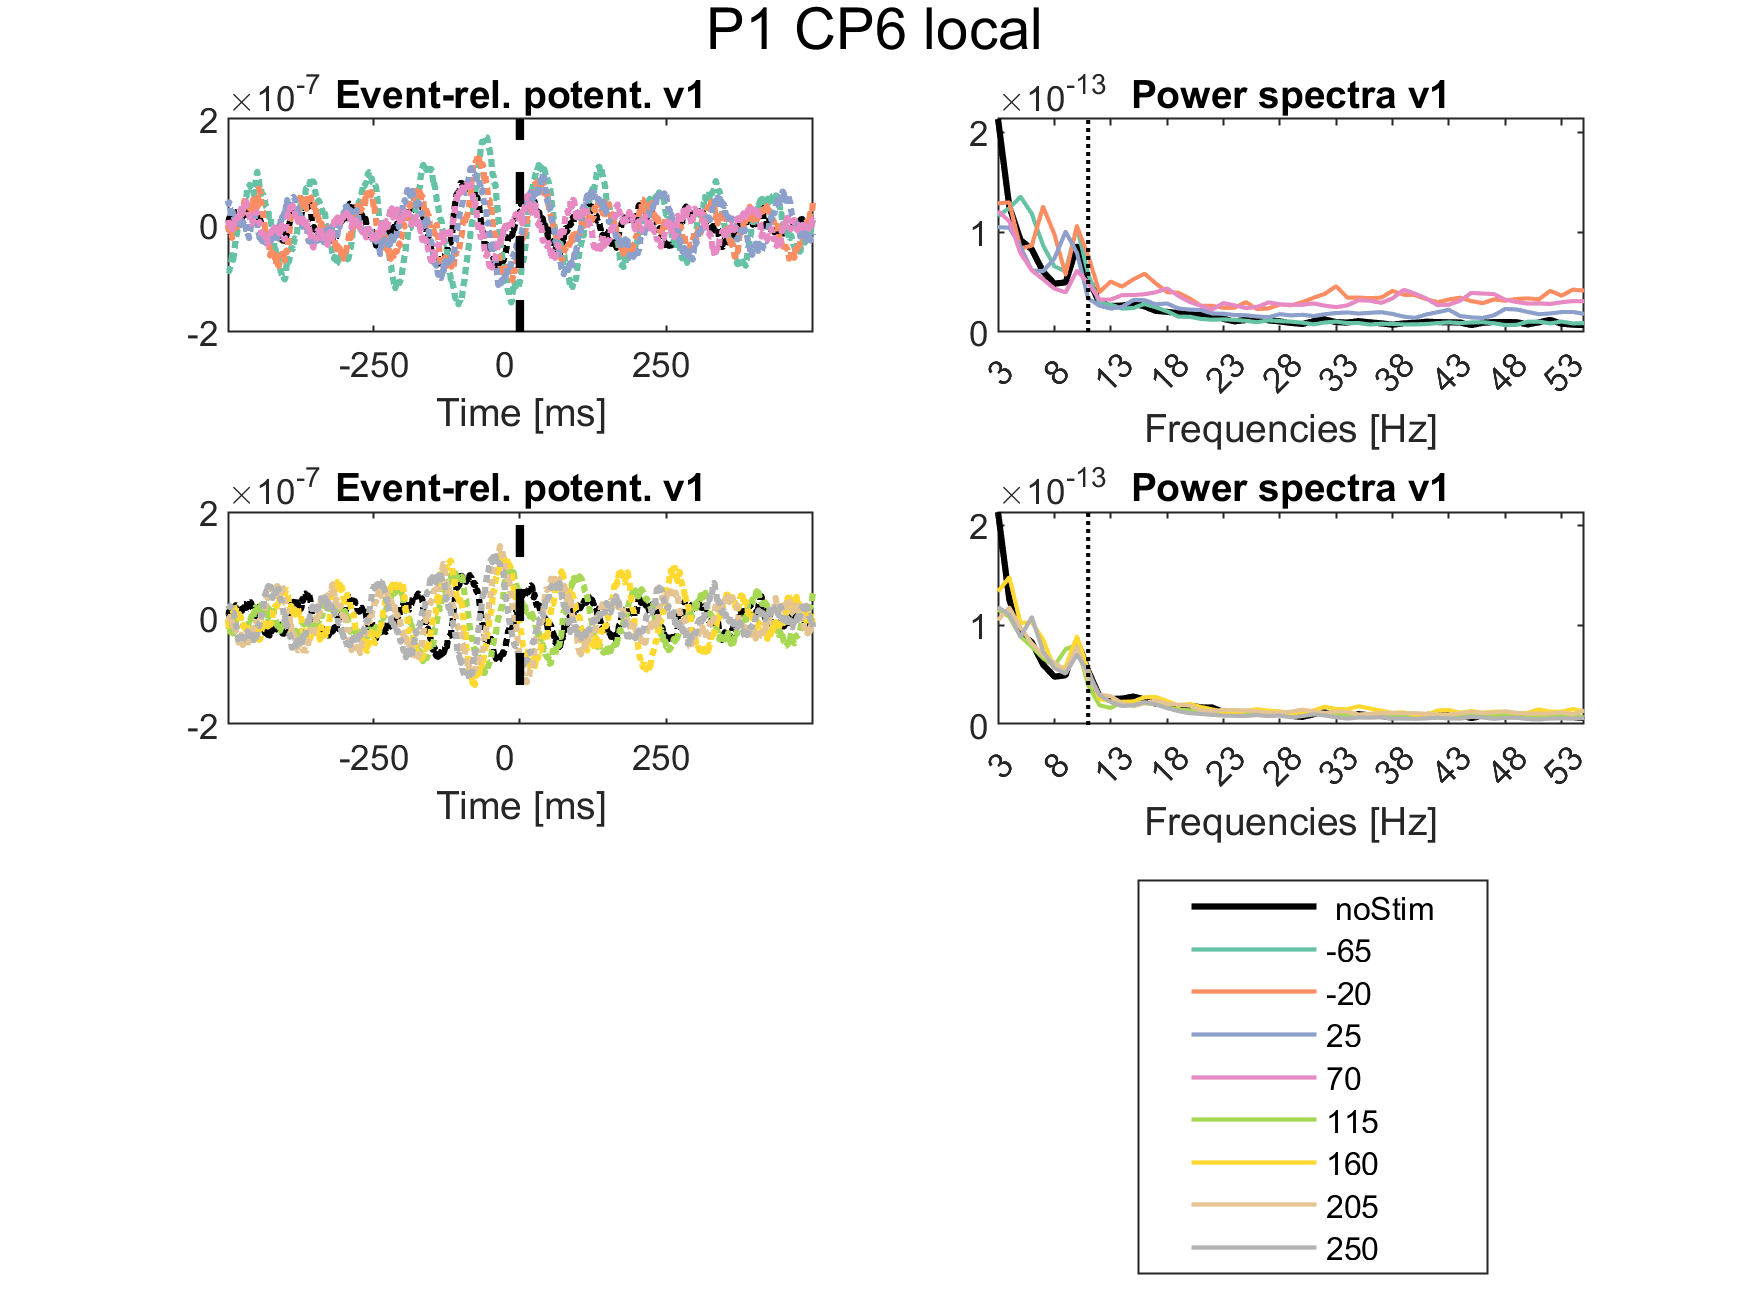 P1 CP6 local
×10-7 Event-rel. potent. v1
2
0
-2
-250 0 250
Time [ms]
×10-13 Power spectra v1
2
1
0
3 8 13 18 23 28 33 38 43 48 53
Frequencies [Hz]
×10-7 Event-rel. potent. v1
2
0
-2
-250 0 250
Time [ms]
×10-13 Power spectra v1
2
1
0
3 8 13 18 23 28 33 38 43 48 53
Frequencies [Hz]
noStim
-65
-20
25
70
115
160
205
250